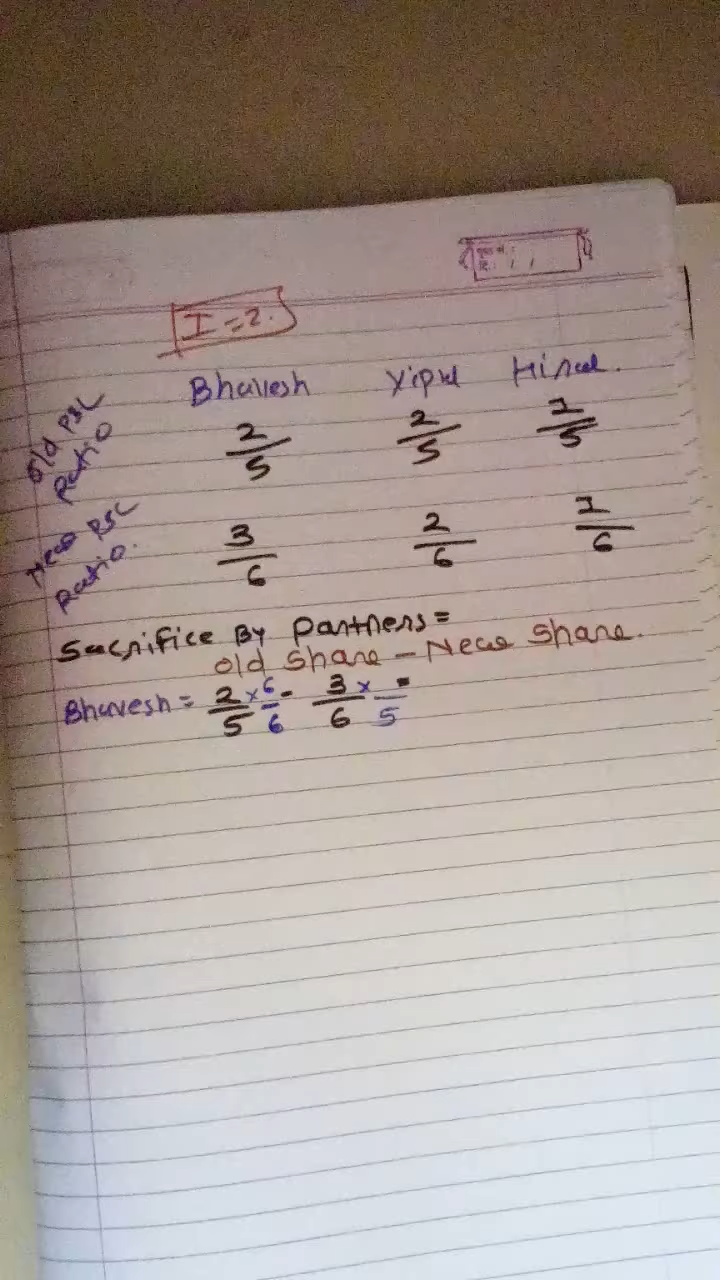 I = 2.
Bhavesh Vipul Hinal.
Old PSL Ratio 2/5 2/5 1/5
New PSL Ratio. 3/6 2/6 1/6
Sacrifice By Partners =
Old Share - New Share.
Bhavesh = 2/5 × 6/6 - 3/6 × /5